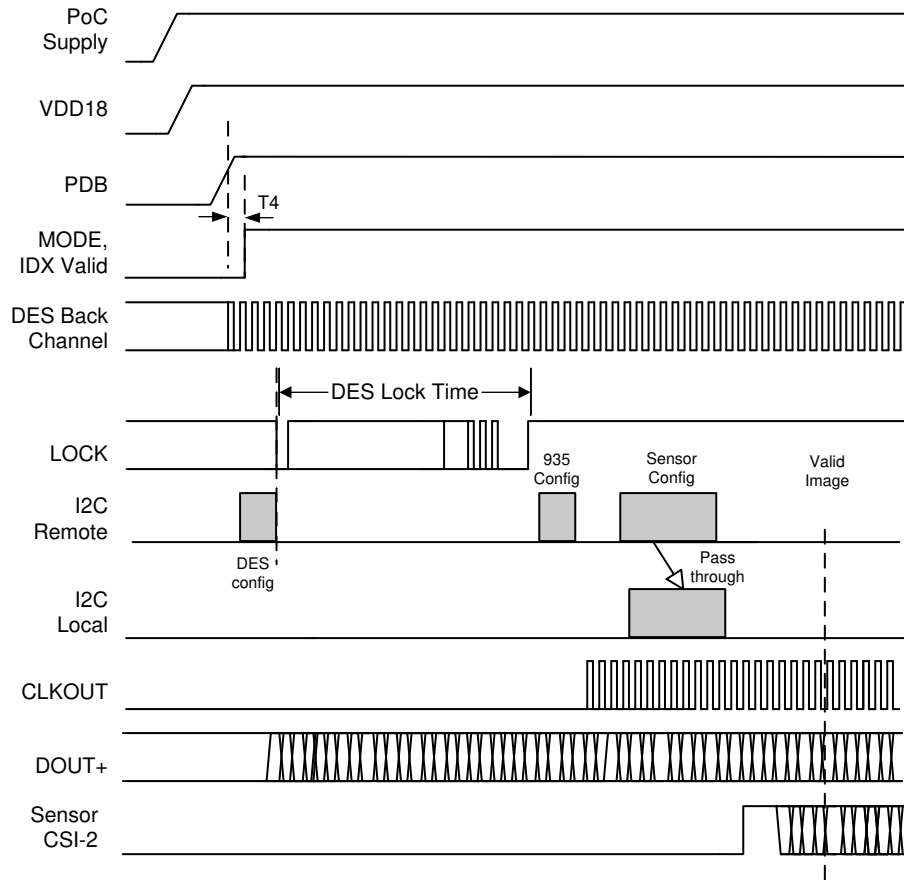 PoC
Supply
VDD18
PDB
T4
MODE,
IDX Valid
DES Back
Channel
DES Lock Time
LOCK
935
Config
Sensor
Config
Valid
Image
I2C
Remote
DES
config
Pass
through
I2C
Local
CLKOUT
DOUT+
Sensor
CSI-2